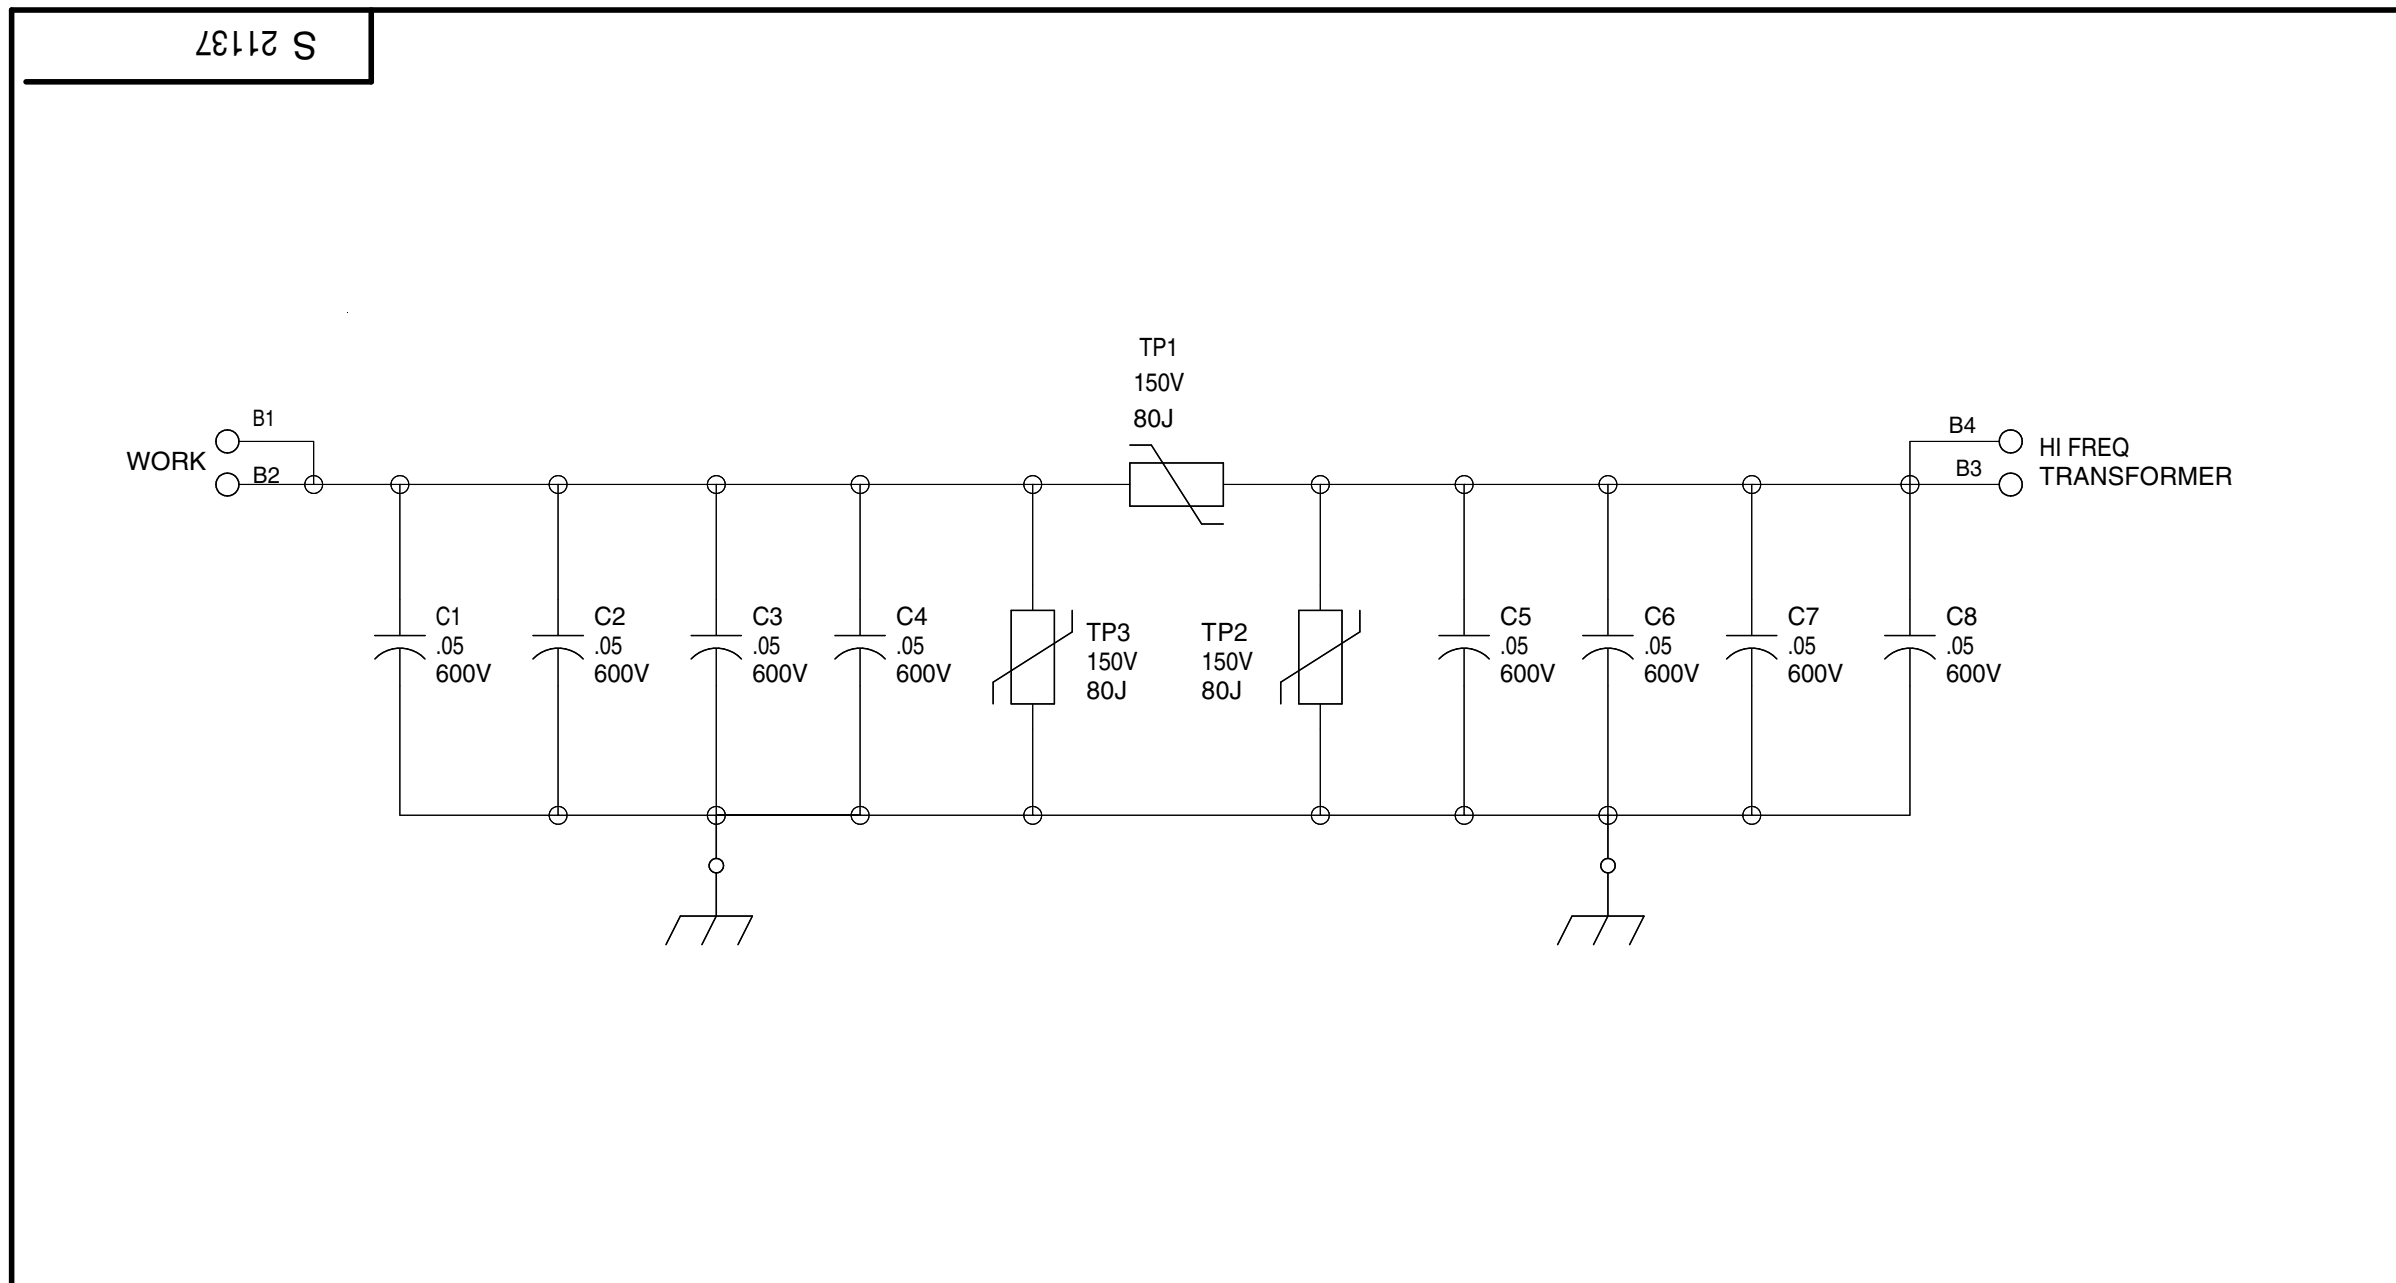 S 21137
TP1
150V
80J
B1
WORK
B2
B4
HI FREQ
B3
TRANSFORMER
C1
.05
600V
C2
.05
600V
C3
.05
600V
C4
.05
600V
TP3
150V
80J
TP2
150V
80J
C5
.05
600V
C6
.05
600V
C7
.05
600V
C8
.05
600V